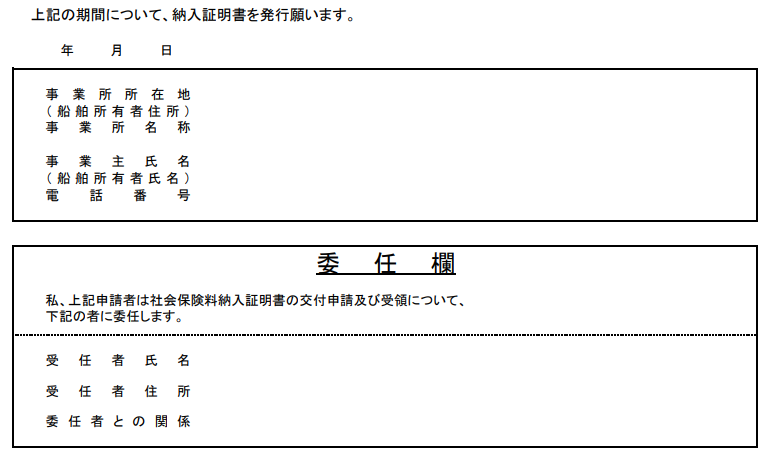 上記の期間について、納入証明書を発行願います。
年　月　日
事業所所在地
(船舶所有者住所)
事業所名称
事業主氏名
(船舶所有者氏名)
電話番号
委任欄
私、上記申請者は社会保険料納入証明書の交付申請及び受領について、
下記の者に委任します。
受任者氏名
受任者住所
委任者との関係